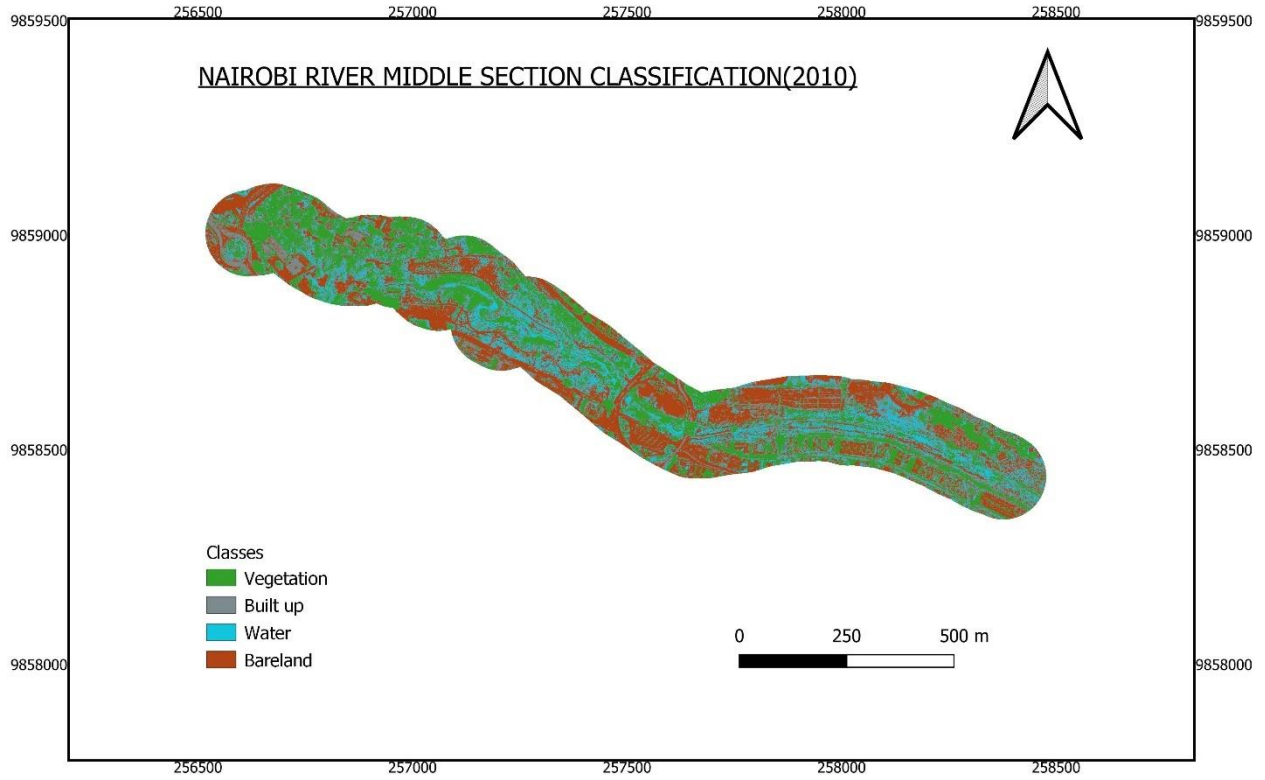 256500 257000 257500 258000 258500
9859500 9859500
NAIROBI RIVER MIDDLE SECTION CLASSIFICATION(2010)
9859000 9859000
9858500 9858500
Classes
Vegetation
Built up
Water
Bareland
0 250 500 m
9858000 9858000
256500 257000 257500 258000 258500